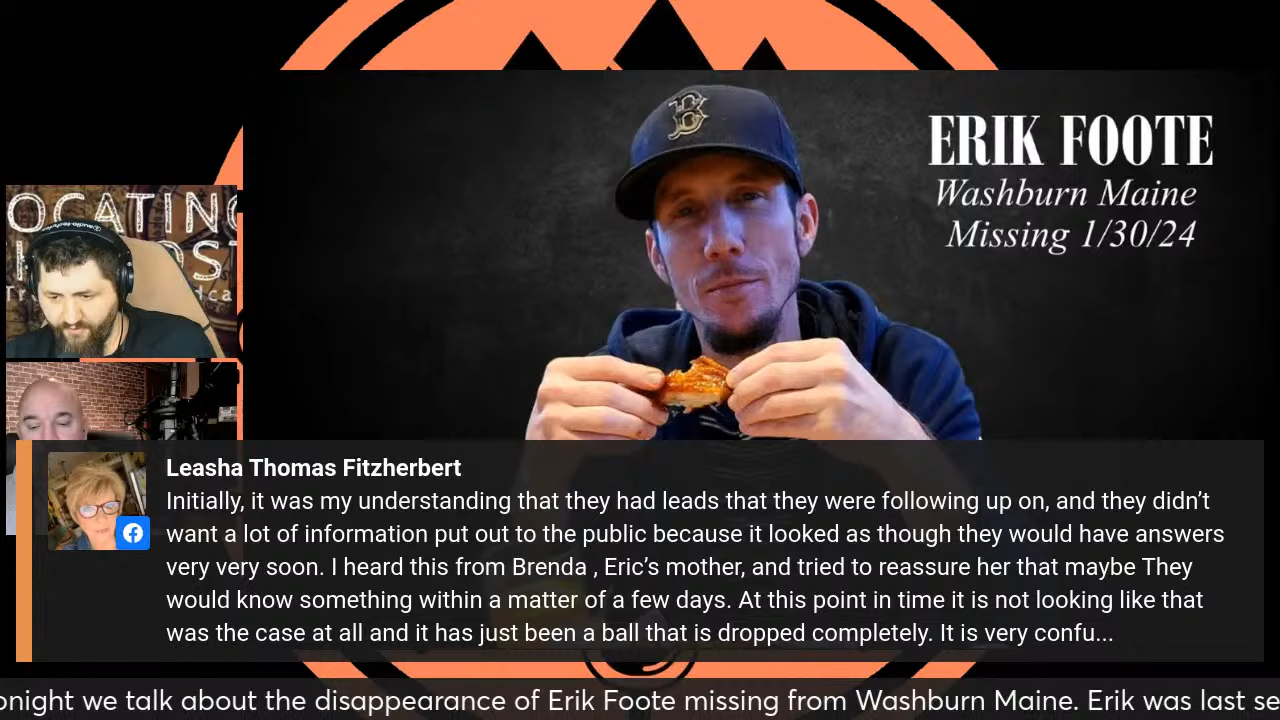 ERIK FOOTE
Washburn Maine
Missing 1/30/24
OCATING
OST
Leasha Thomas Fitzherbert
Initially, it was my understanding that they had leads that they were following up on, and they didn’t
want a lot of information put out to the public because it looked as though they would have answers
very very soon. I heard this from Brenda , Eric’s mother, and tried to reassure her that maybe They
would know something within a matter of a few days. At this point in time it is not looking like that
was the case at all and it has just been a ball that is dropped completely. It is very confu...
onight we talk about the disappearance of Erik Foote missing from Washburn Maine. Erik was last se